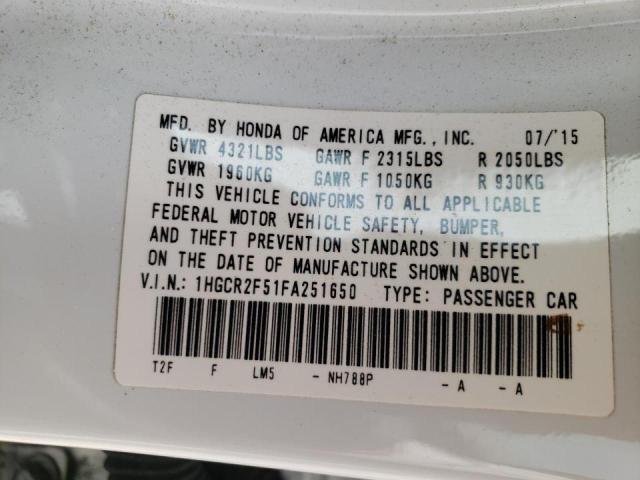 MFD. BY HONDA OF AMERICA MFG., INC. 07/'15
GVWR 4321LBS GAWR F 2315LBS R 2050LBS
GVWR 1960KG GAWR F 1050KG R 930KG
THIS VEHICLE CONFORMS TO ALL APPLICABLE
FEDERAL MOTOR VEHICLE SAFETY, BUMPER,
AND THEFT PREVENTION STANDARDS IN EFFECT
ON THE DATE OF MANUFACTURE SHOWN ABOVE.
V.I.N.: 1HGCR2F51FA251650 TYPE: PASSENGER CAR
T2F F LM5 - NH788P - A - A